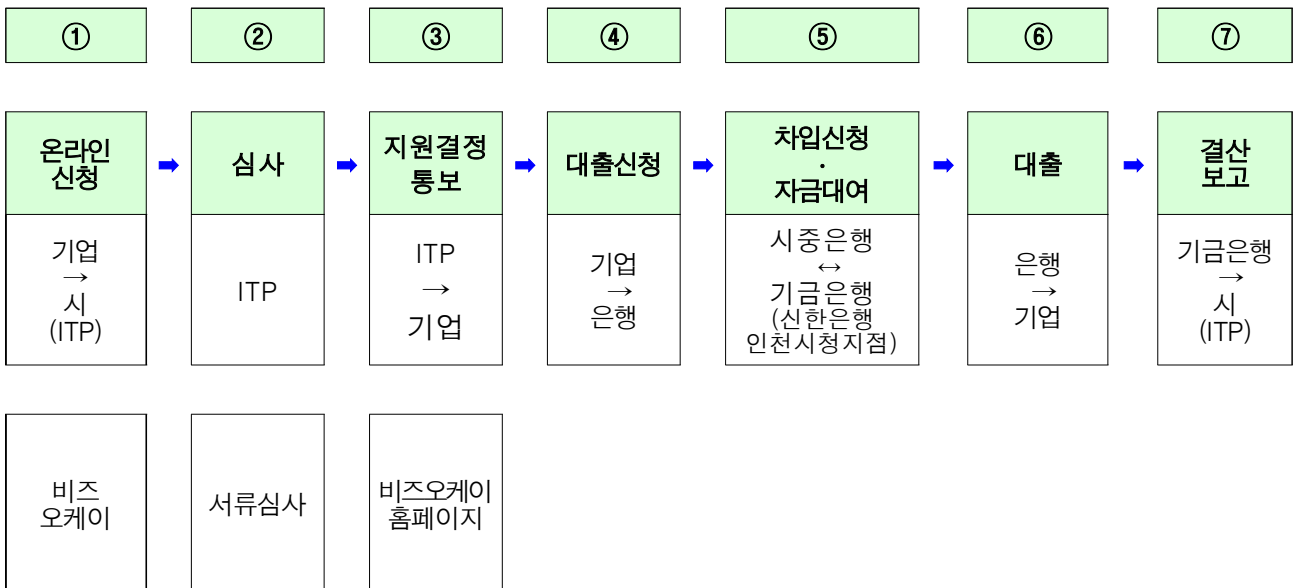 ① ② ③ ④ ⑤ ⑥ ⑦
온라인
신청
➡
심사
➡
지원결정
통보
➡
대출신청
➡
차입신청
·
자금대여
➡
대출
➡
결산
보고
기업
→
시
(ITP)
ITP
ITP
→
기업
기업
→
은행
시중은행
↔
기금은행
(신한은행
인천시청지점)
은행
→
기업
기금은행
→
시
(ITP)
비즈
오케이
서류심사
비즈오케이
홈페이지